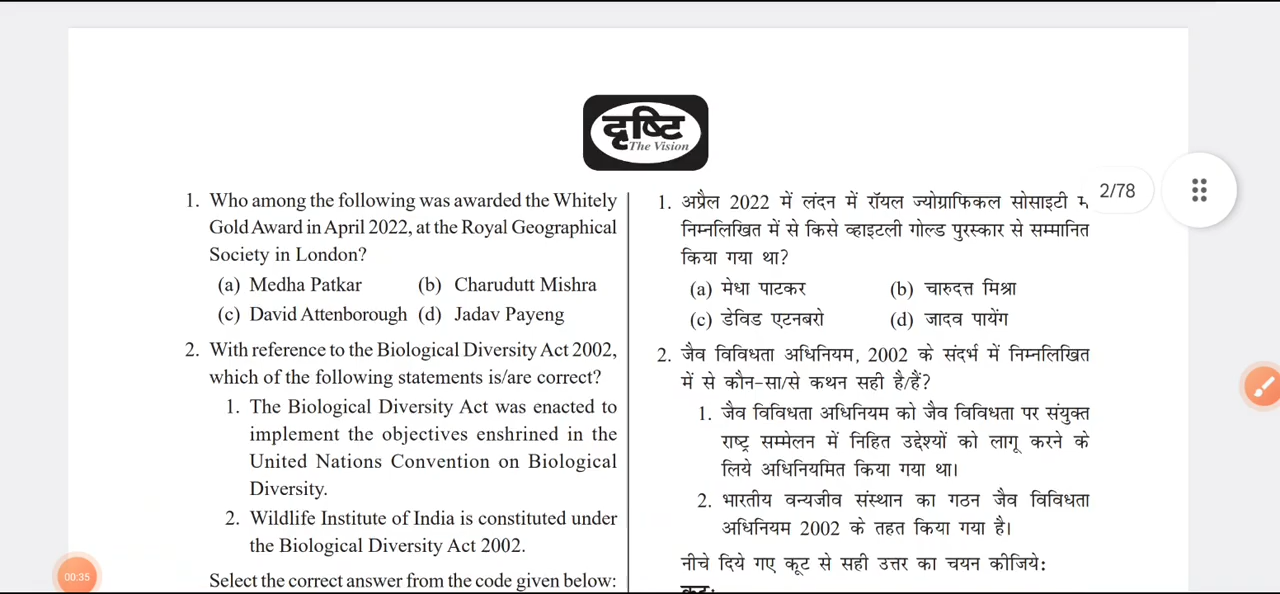 दृष्टि
The Vision
2/78
1. Who among the following was awarded the Whitely
Gold Award in April 2022, at the Royal Geographical
Society in London?
(a) Medha Patkar (b) Charudutt Mishra
(c) David Attenborough (d) Jadav Payeng
2. With reference to the Biological Diversity Act 2002,
which of the following statements is/are correct?
1. The Biological Diversity Act was enacted to
implement the objectives enshrined in the
United Nations Convention on Biological
Diversity.
2. Wildlife Institute of India is constituted under
the Biological Diversity Act 2002.
Select the correct answer from the code given below:
1. अप्रैल 2022 में लंदन में रॉयल ज्योग्राफिकल सोसाइटी
निम्नलिखित में से किसे व्हाइटली गोल्ड पुरस्कार से सम्मानित
किया गया था?
(a) मेधा पाटकर (b) चारुदत्त मिश्रा
(c) डेविड एटनबरो (d) जादव पायेंग
2. जैव विविधता अधिनियम, 2002 के संदर्भ में निम्नलिखित
में से कौन-सा/से कथन सही है/हैं?
1. जैव विविधता अधिनियम को जैव विविधता पर संयुक्त
राष्ट्र सम्मेलन में निहित उद्देश्यों को लागू करने के
लिये अधिनियमित किया गया था।
2. भारतीय वन्यजीव संस्थान का गठन जैव विविधता
अधिनियम 2002 के तहत किया गया है।
नीचे दिये गए कूट से सही उत्तर का चयन कीजिये:
00:35